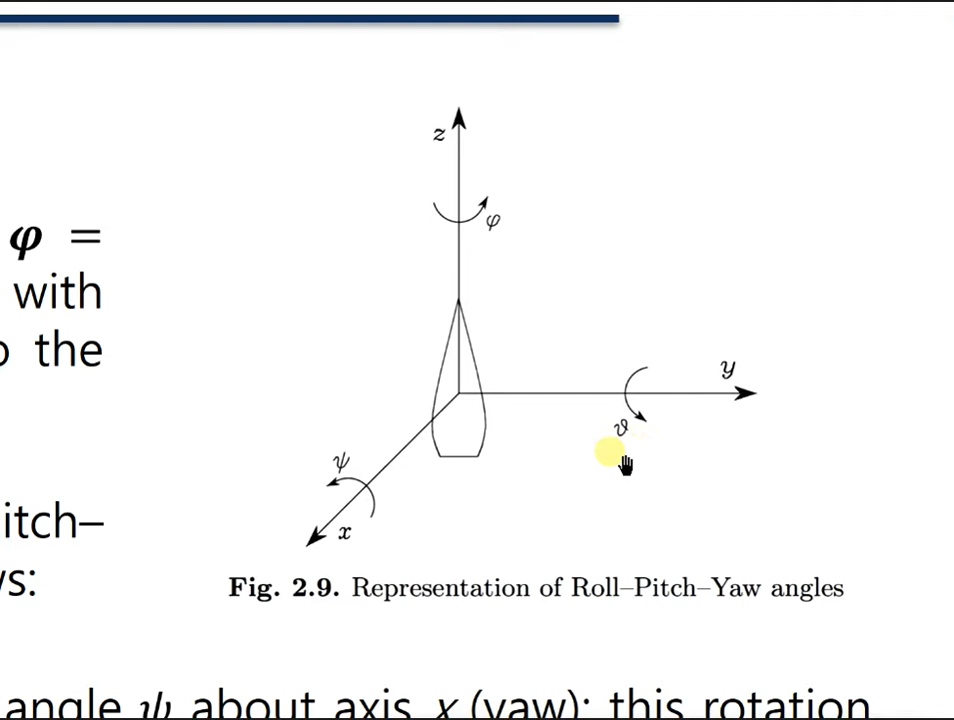 z
φ
φ =
with
the
y
ϑ
ψ
itch–
x
s:
Fig. 2.9. Representation of Roll–Pitch–Yaw angles
angle ψ about axis x (yaw): this rotation